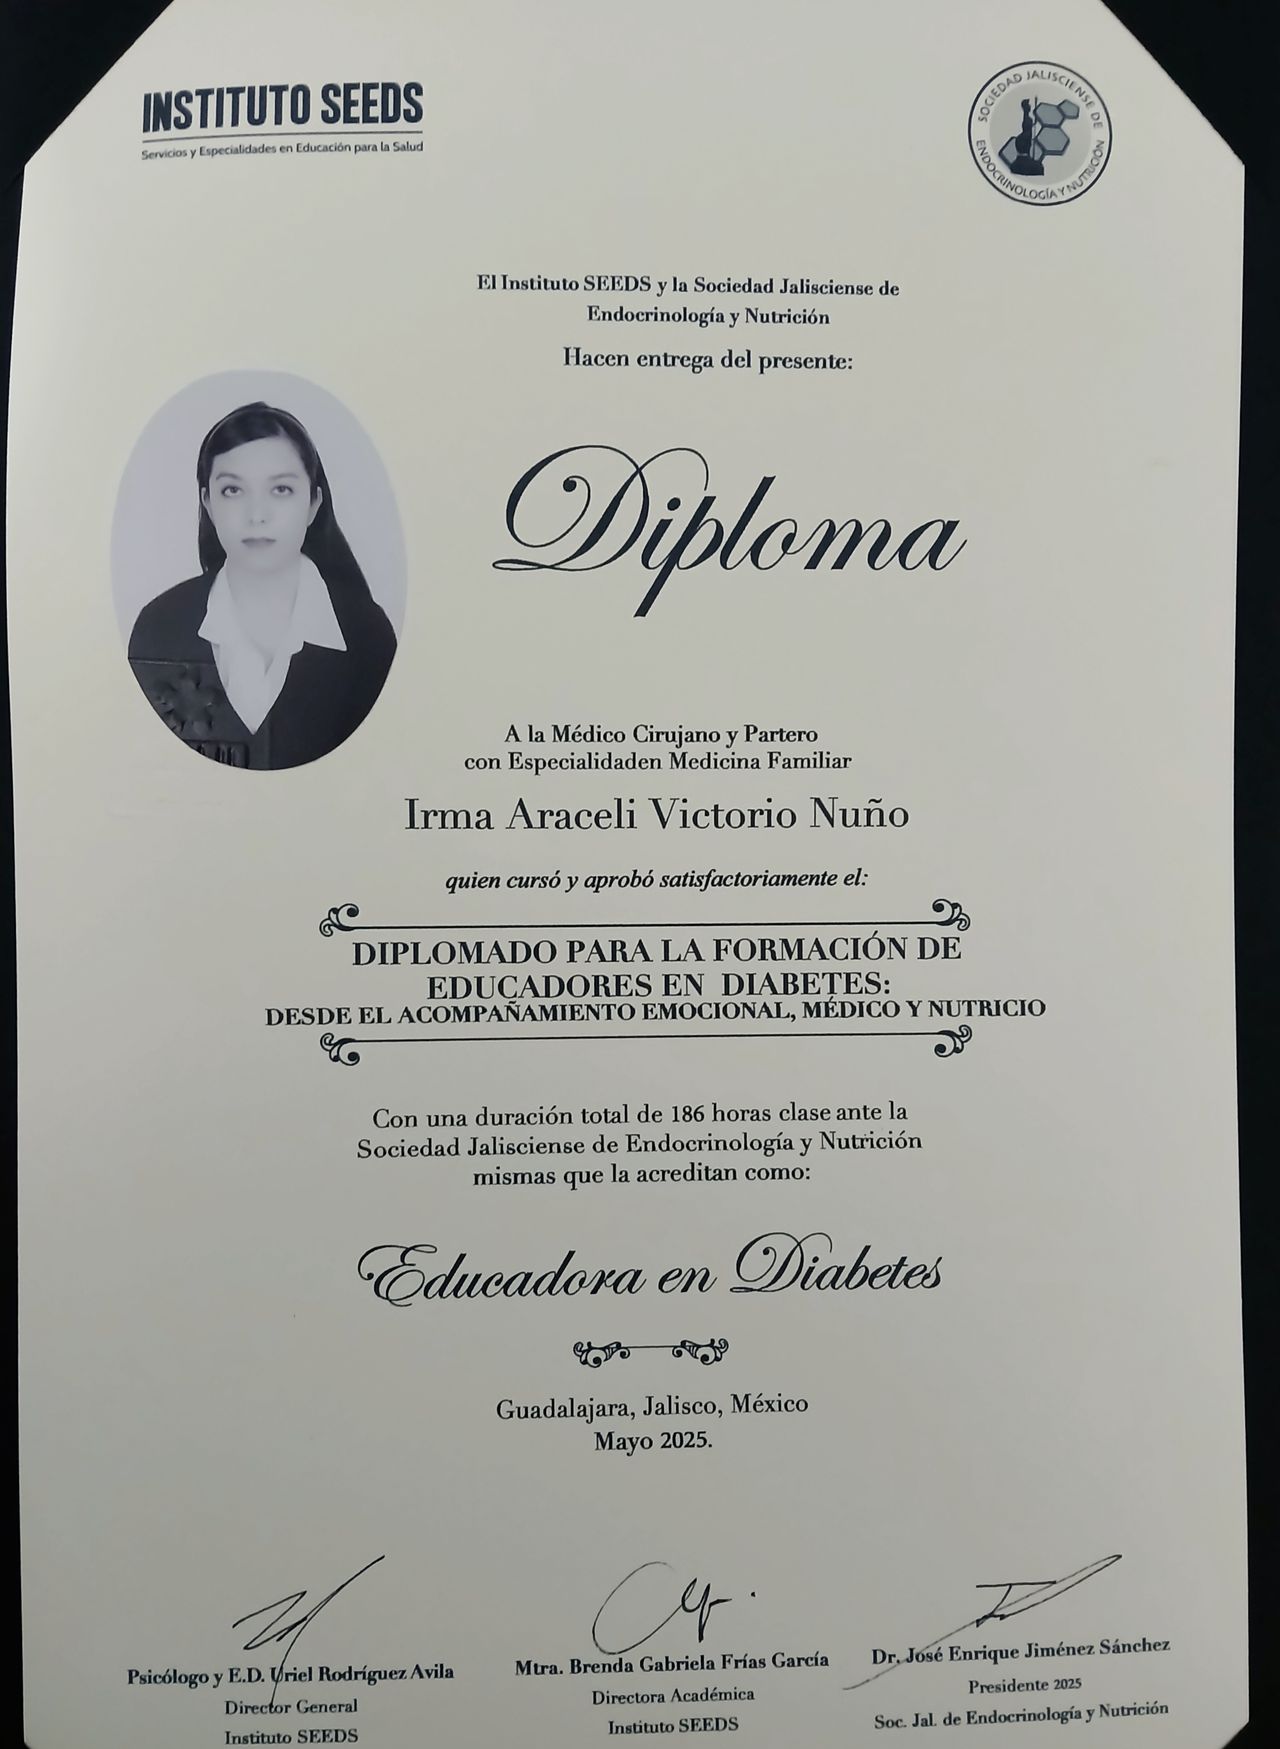 INSTITUTO SEEDS
Servicios y Especialidades en Educación para la Salud
SOCIEDAD JALISCIENSE DE
ENDOCRINOLOGÍA Y NUTRICIÓN
El Instituto SEEDS y la Sociedad Jalisciense de
Endocrinología y Nutrición
Hacen entrega del presente:
Diploma
A la Médico Cirujano y Partero
con Especialidaden Medicina Familiar
Irma Araceli Victorio Nuño
quien cursó y aprobó satisfactoriamente el:
DIPLOMADO PARA LA FORMACIÓN DE
EDUCADORES EN DIABETES:
DESDE EL ACOMPAÑAMIENTO EMOCIONAL, MÉDICO Y NUTRICIO
Con una duración total de 186 horas clase ante la
Sociedad Jalisciense de Endocrinología y Nutrición
mismas que la acreditan como:
Educadora en Diabetes
Guadalajara, Jalisco, México
Mayo 2025.
Psicólogo y E.D. Uriel Rodríguez Avila
Director General
Instituto SEEDS
Mtra. Brenda Gabriela Frías García
Directora Académica
Instituto SEEDS
Dr. José Enrique Jiménez Sánchez
Presidente 2025
Soc. Jal. de Endocrinología y Nutrición